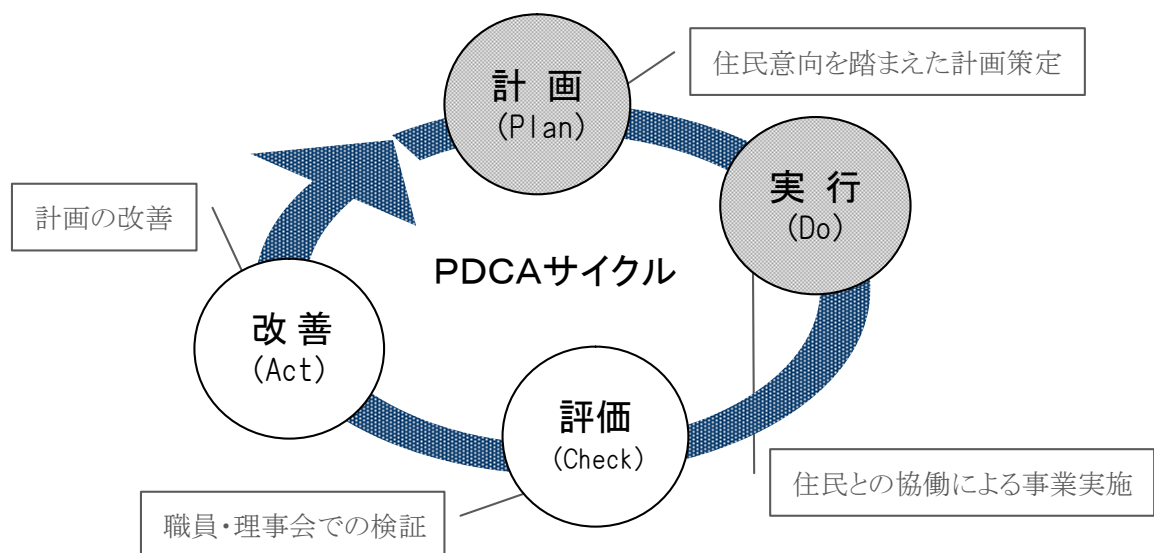 計 画
(Plan)
住民意向を踏まえた計画策定
実 行
(Do)
計画の改善
PDCAサイクル
改 善
(Act)
評価
(Check)
住民との協働による事業実施
職員・理事会での検証